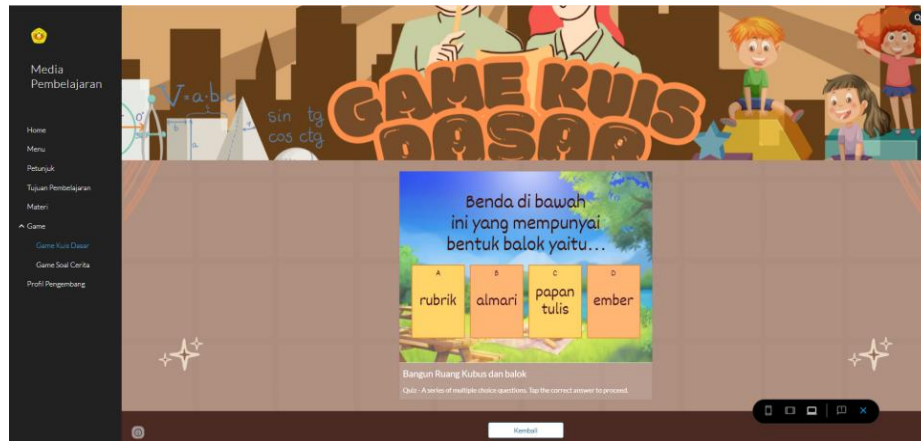 Media
Pembelajaran
Home
Menu
Petunjuk
Tujuan Pembelajaran
Materi
Game
Game Kuis Dasar
Game Soal Cerita
Profil Pengembang
V=a·b·c
sin tg
cos ctg
GAME KUIS
DASAR
Benda di bawah
ini yang mempunyai
bentuk balok yaitu...
A B C D
rubrik almari papan tulis ember
Bangun Ruang Kubus dan balok
Quiz - A series of multiple choice questions. Tap the correct answer to proceed.
Kembali